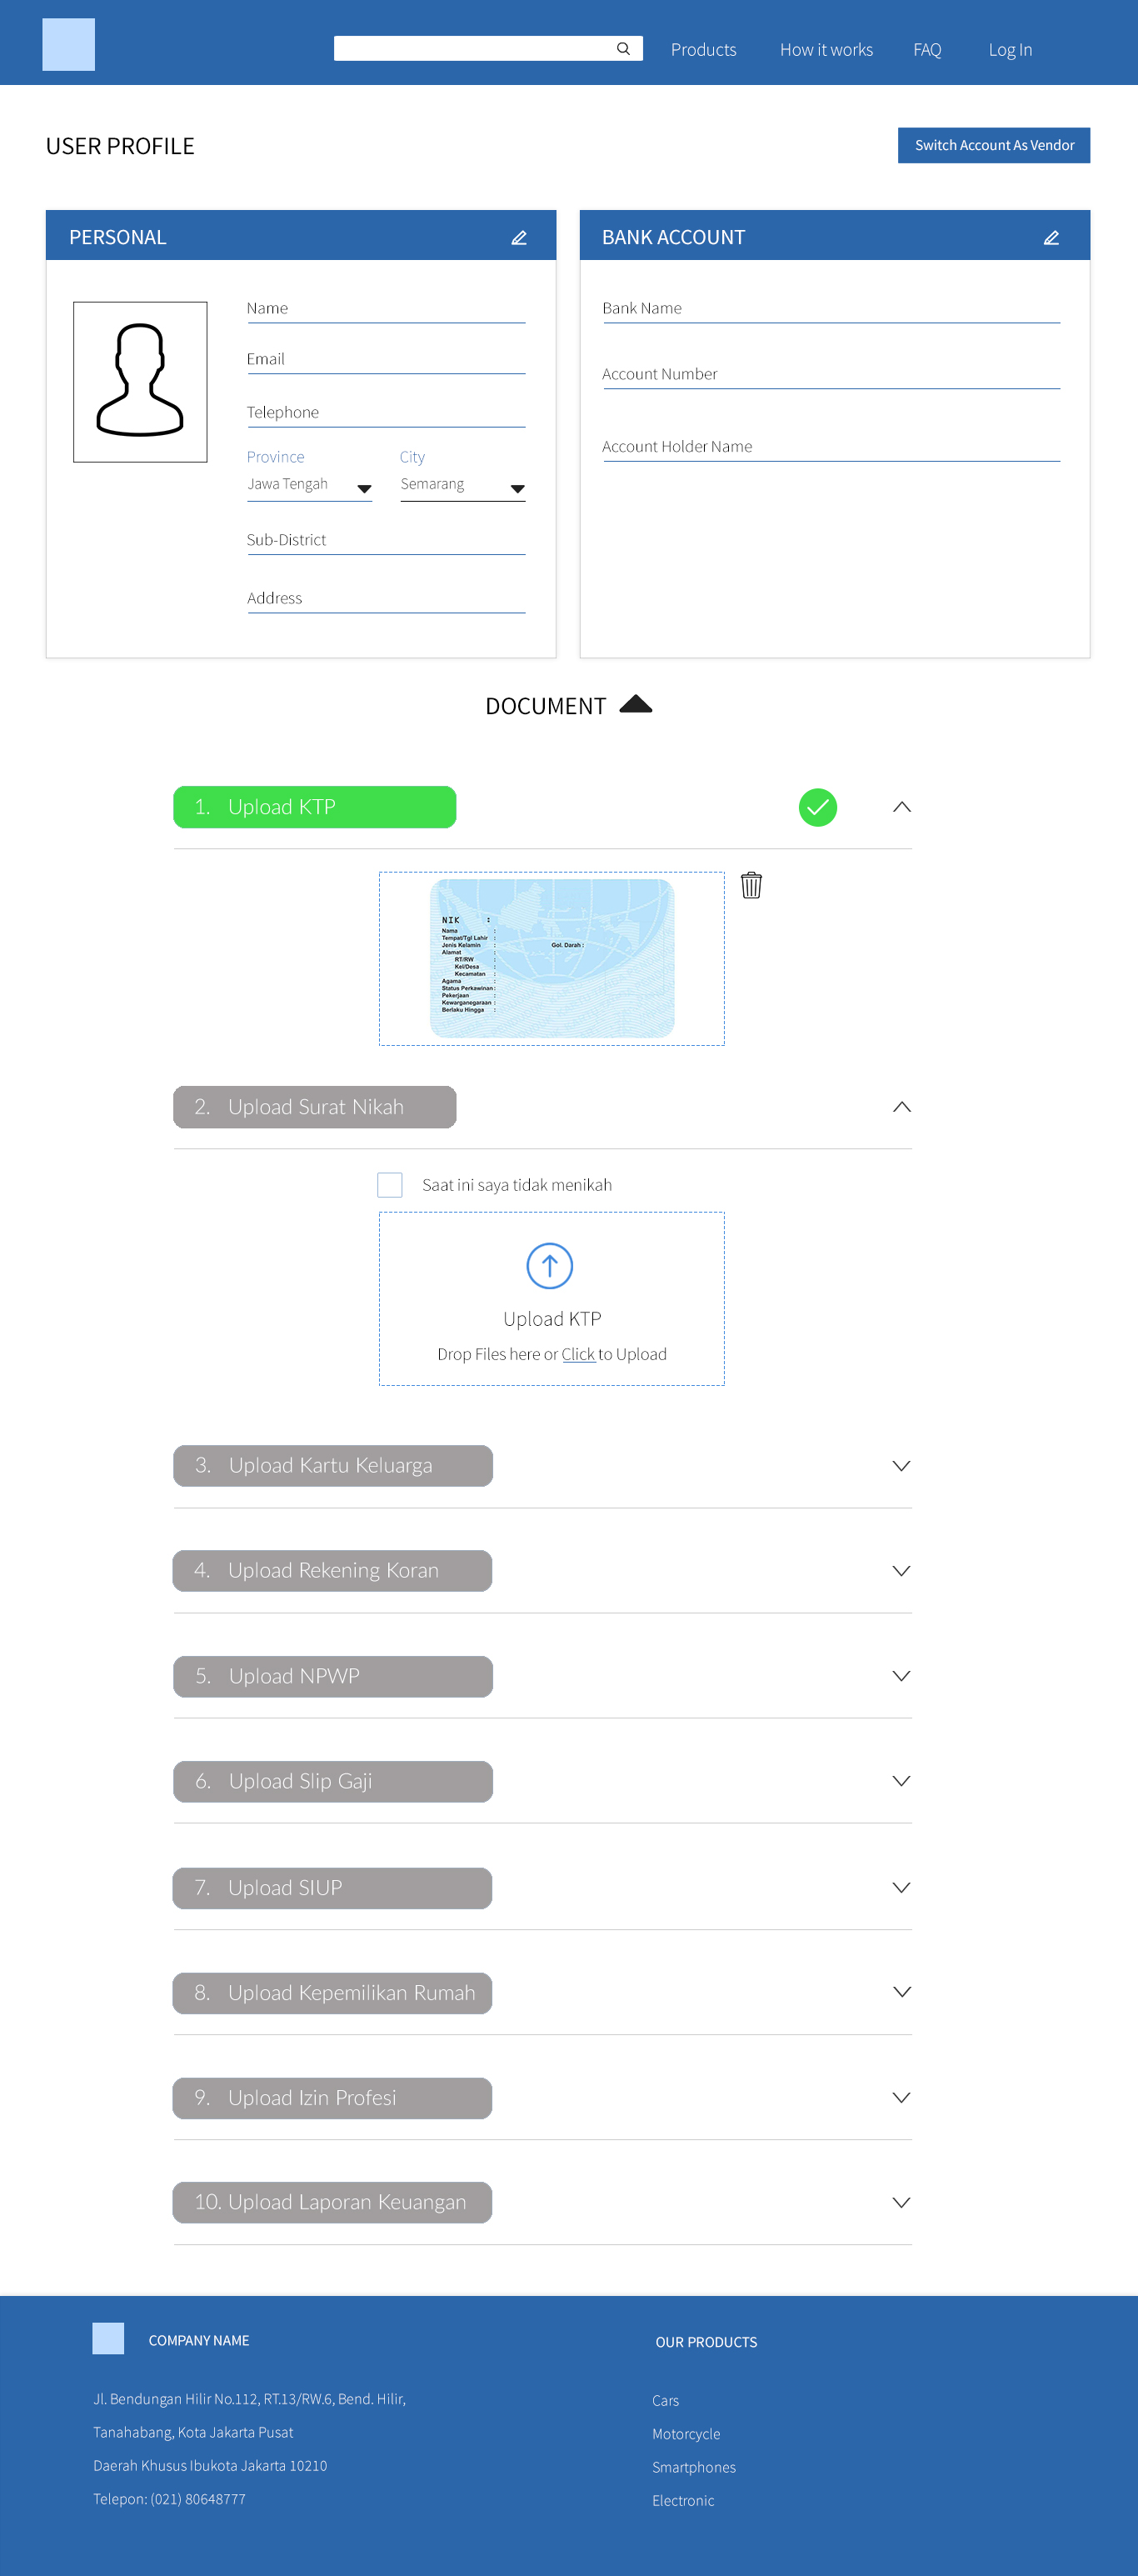 Products How it works FAQ Log In
USER PROFILE
Switch Account As Vendor
PERSONAL
Name
Email
Telephone
Province City
Jawa Tengah Semarang
Sub-District
Address
BANK ACCOUNT
Bank Name
Account Number
Account Holder Name
DOCUMENT
1. Upload KTP
NIK :
Nama :
Tempat/Tgl Lahir :
Jenis Kelamin : Gol. Darah :
Alamat :
RT/RW :
Kel/Desa :
Kecamatan :
Agama :
Status Perkawinan :
Pekerjaan :
Kewarganegaraan :
Berlaku Hingga :
2. Upload Surat Nikah
Saat ini saya tidak menikah
Upload KTP
Drop Files here or Click to Upload
3. Upload Kartu Keluarga
4. Upload Rekening Koran
5. Upload NPWP
6. Upload Slip Gaji
7. Upload SIUP
8. Upload Kepemilikan Rumah
9. Upload Izin Profesi
10. Upload Laporan Keuangan
COMPANY NAME
Jl. Bendungan Hilir No.112, RT.13/RW.6, Bend. Hilir,
Tanahabang, Kota Jakarta Pusat
Daerah Khusus Ibukota Jakarta 10210
Telepon: (021) 80648777
OUR PRODUCTS
Cars
Motorcycle
Smartphones
Electronic